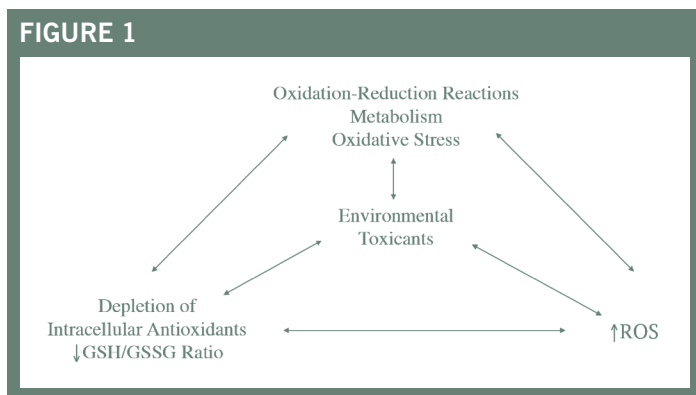 FIGURE 1
Oxidation-Reduction Reactions
Metabolism
Oxidative Stress
Environmental
Toxicants
Depletion of
Intracellular Antioxidants
↓GSH/GSSG Ratio
↑ROS